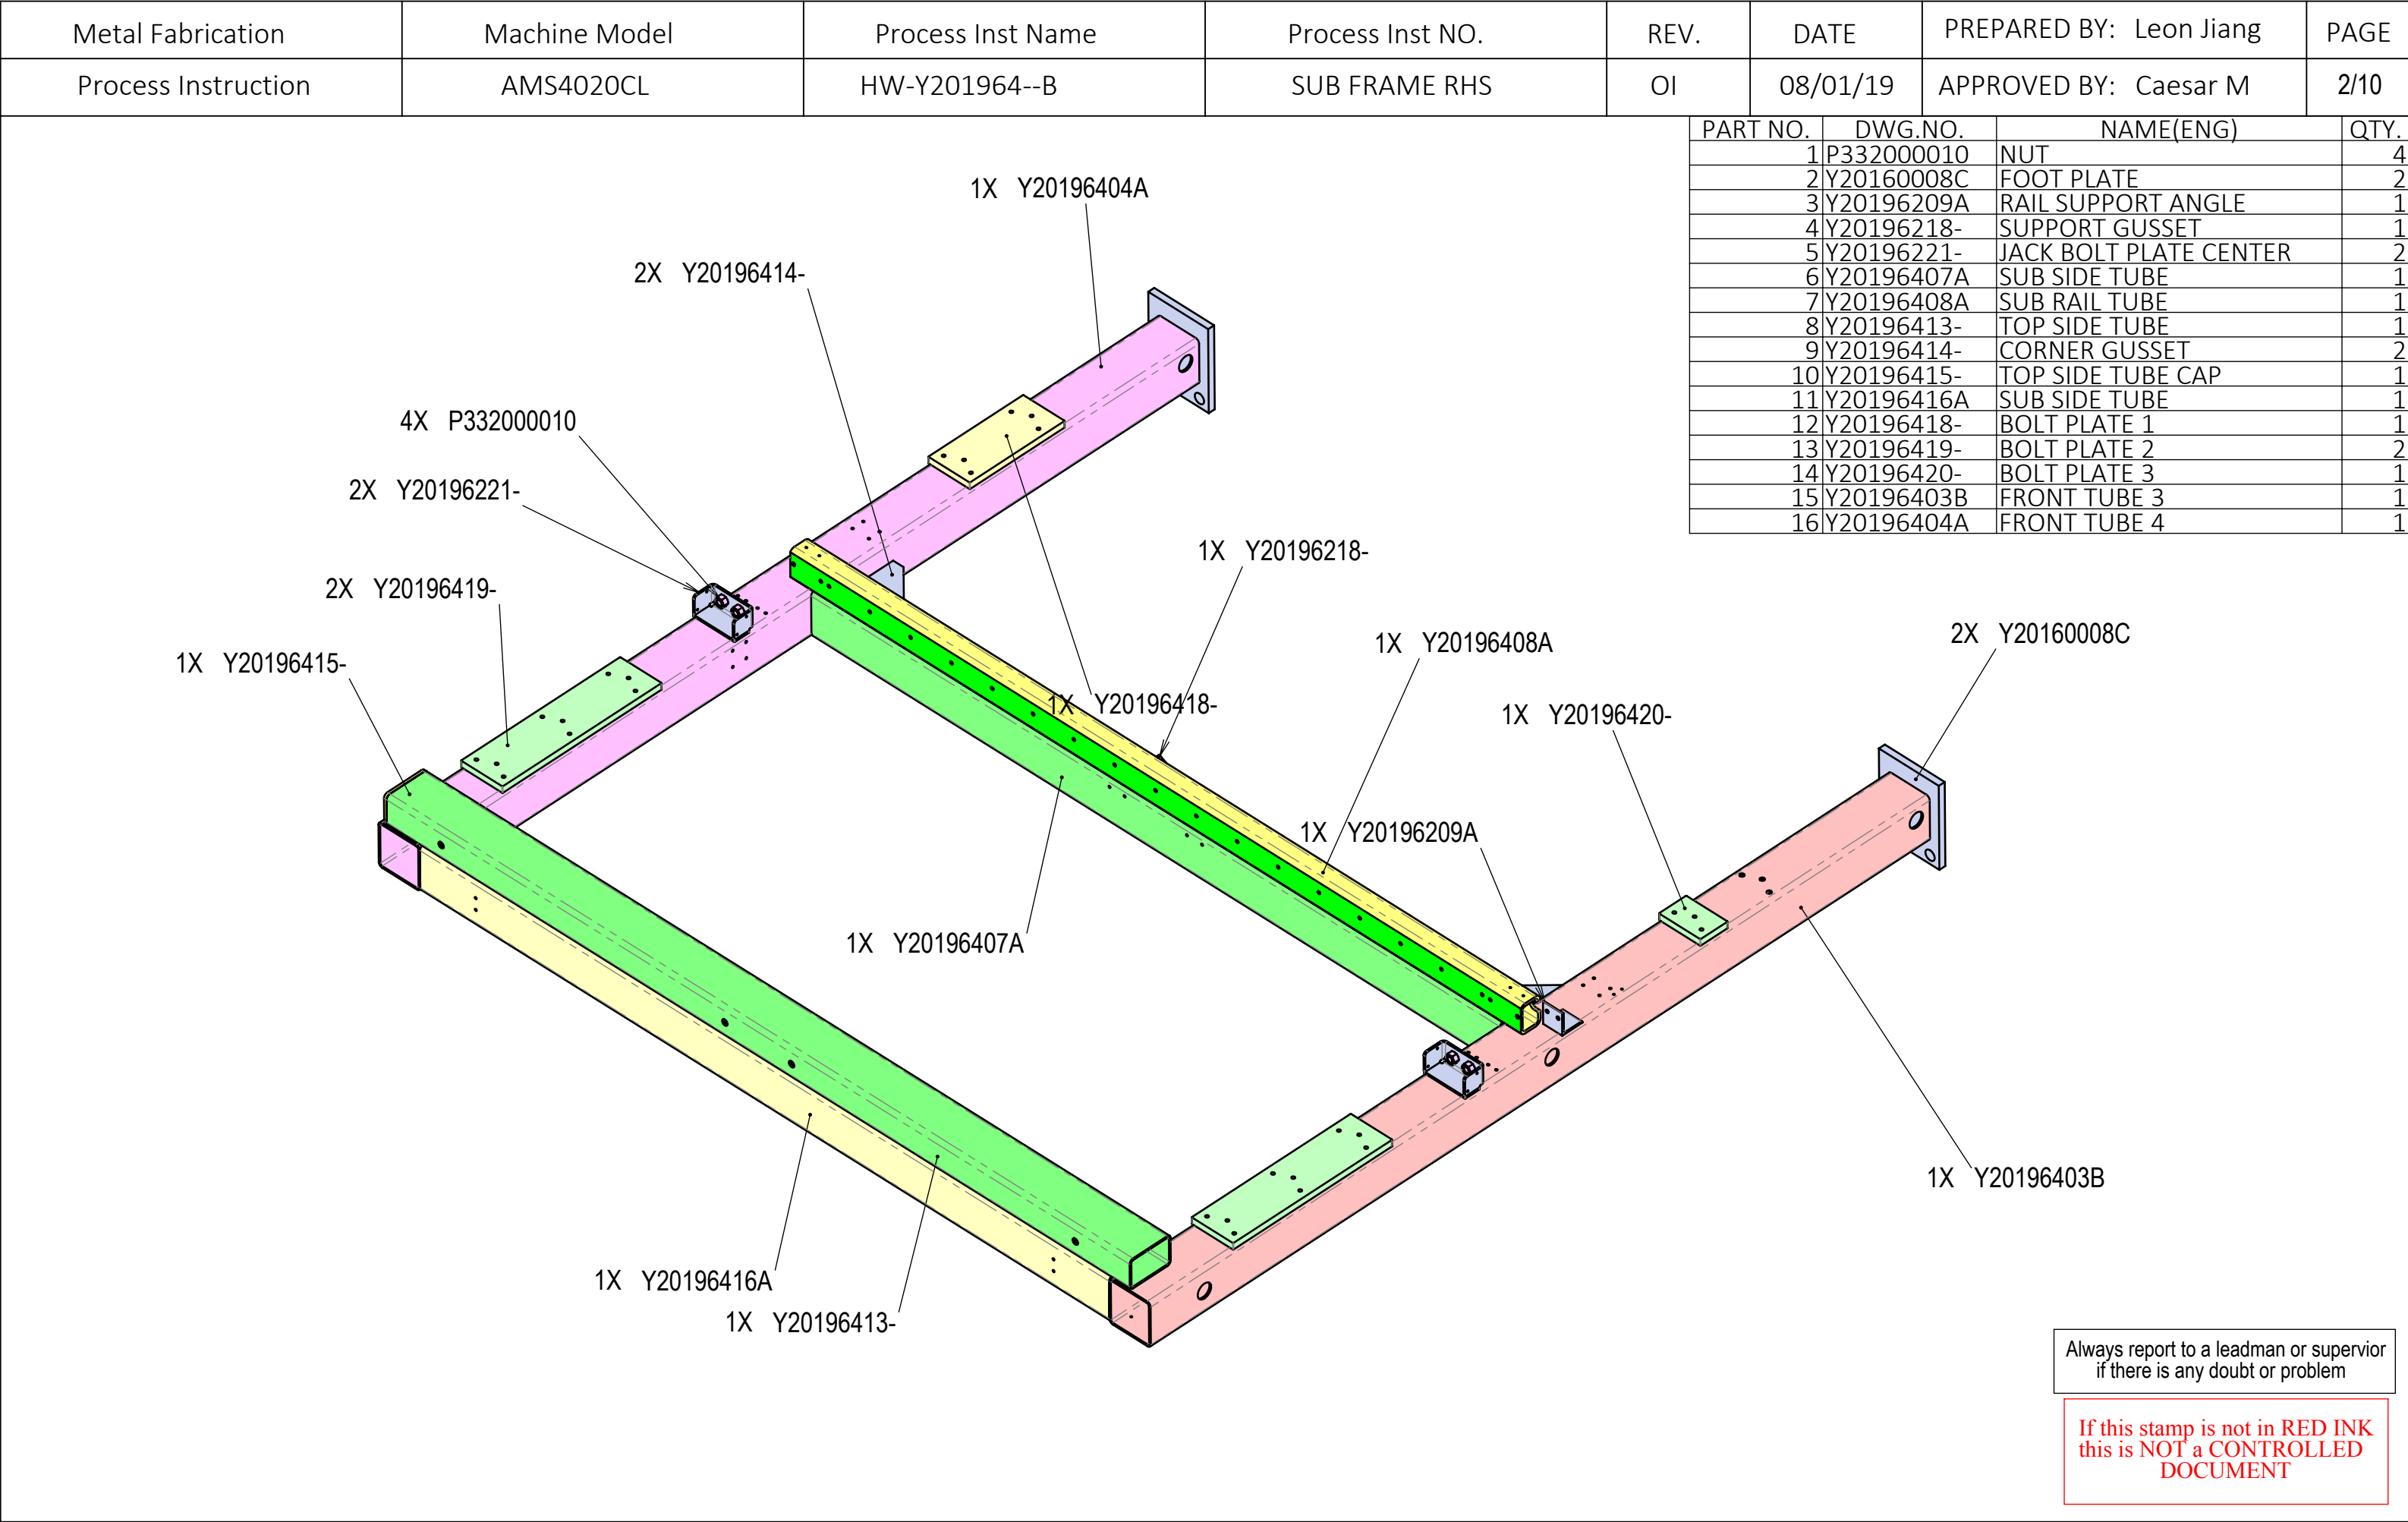 Metal Fabrication Machine Model Process Inst Name Process Inst NO. REV. DATE PREPARED BY: Leon Jiang PAGE
Process Instruction AMS4020CL HW-Y201964--B SUB FRAME RHS OI 08/01/19 APPROVED BY: Caesar M 2/10
PART NO. DWG.NO. NAME(ENG) QTY.
1 P332000010 NUT 4
2 Y20160008C FOOT PLATE 2
3 Y20196209A RAIL SUPPORT ANGLE 1
4 Y20196218- SUPPORT GUSSET 1
5 Y20196221- JACK BOLT PLATE CENTER 2
6 Y20196407A SUB SIDE TUBE 1
7 Y20196408A SUB RAIL TUBE 1
8 Y20196413- TOP SIDE TUBE 1
9 Y20196414- CORNER GUSSET 2
10 Y20196415- TOP SIDE TUBE CAP 1
11 Y20196416A SUB SIDE TUBE 1
12 Y20196418- BOLT PLATE 1 1
13 Y20196419- BOLT PLATE 2 2
14 Y20196420- BOLT PLATE 3 1
15 Y20196403B FRONT TUBE 3 1
16 Y20196404A FRONT TUBE 4 1
1X Y20196404A
2X Y20196414-
4X P332000010
2X Y20196221-
1X Y20196218-
2X Y20196419-
1X Y20196408A
2X Y20160008C
1X Y20196415-
1X Y20196418-
1X Y20196420-
1X Y20196209A
1X Y20196407A
1X Y20196403B
1X Y20196416A
1X Y20196413-
Always report to a leadman or supervior
if there is any doubt or problem
If this stamp is not in RED INK
this is NOT a CONTROLLED
DOCUMENT